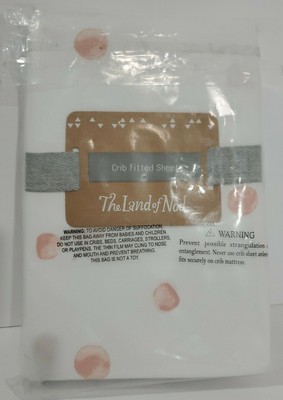 Crib Fitted Sheet
The Land of Nod
WARNING: TO AVOID DANGER OF SUFFOCATION
KEEP THIS BAG AWAY FROM BABIES AND CHILDREN
DO NOT USE IN CRIBS, BEDS, CARRIAGES, STROLLERS,
OR PLAYPENS. THE THIN FILM MAY CLING TO NOSE
AND MOUTH AND PREVENT BREATHING.
THIS BAG IS NOT A TOY.
⚠ WARNING
Prevent possible strangulation
entanglement. Never use crib sheet
fits securely on crib mattress.